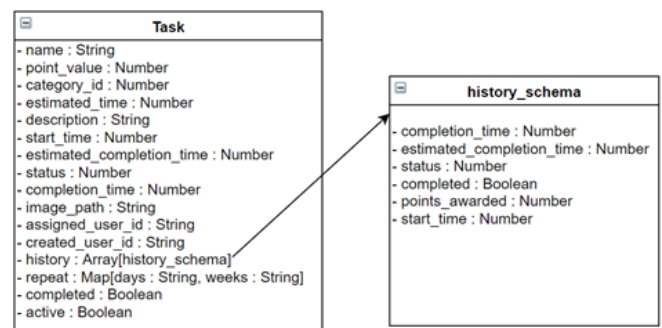 Task
- name : String
- point_value : Number
- category_id : Number
- estimated_time : Number
- description : String
- start_time : Number
- estimated_completion_time : Number
- status : Number
- completion_time : Number
- image_path : String
- assigned_user_id : String
- created_user_id : String
- history : Array[history_schema]
- repeat : Map[days : String, weeks : String]
- completed : Boolean
- active : Boolean
history_schema
- completion_time : Number
- estimated_completion_time : Number
- status : Number
- completed : Boolean
- points_awarded : Number
- start_time : Number